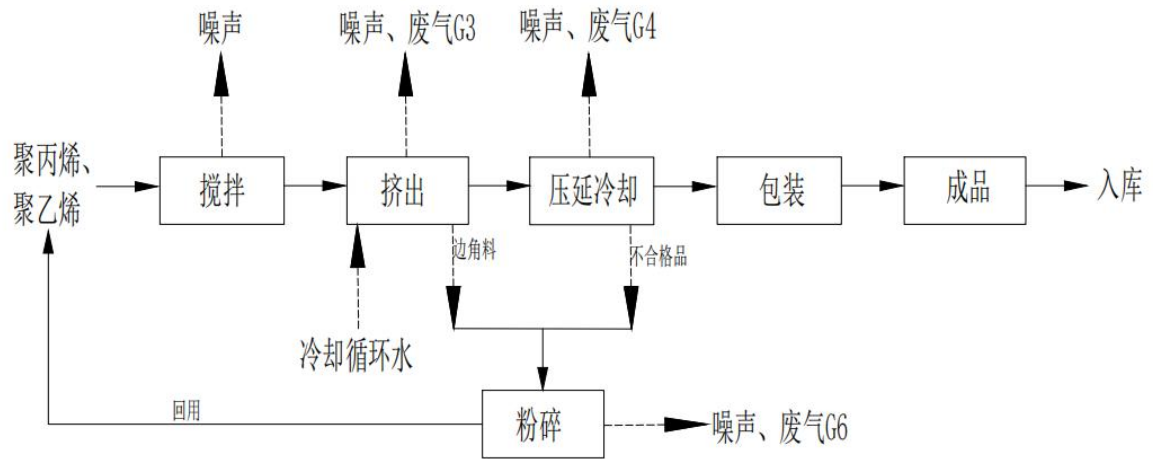 噪声
噪声、废气G3
噪声、废气G4
聚丙烯、
聚乙烯
搅拌
挤出
压延冷却
包装
成品
入库
边角料
不合格品
冷却循环水
回用
粉碎
噪声、废气G6